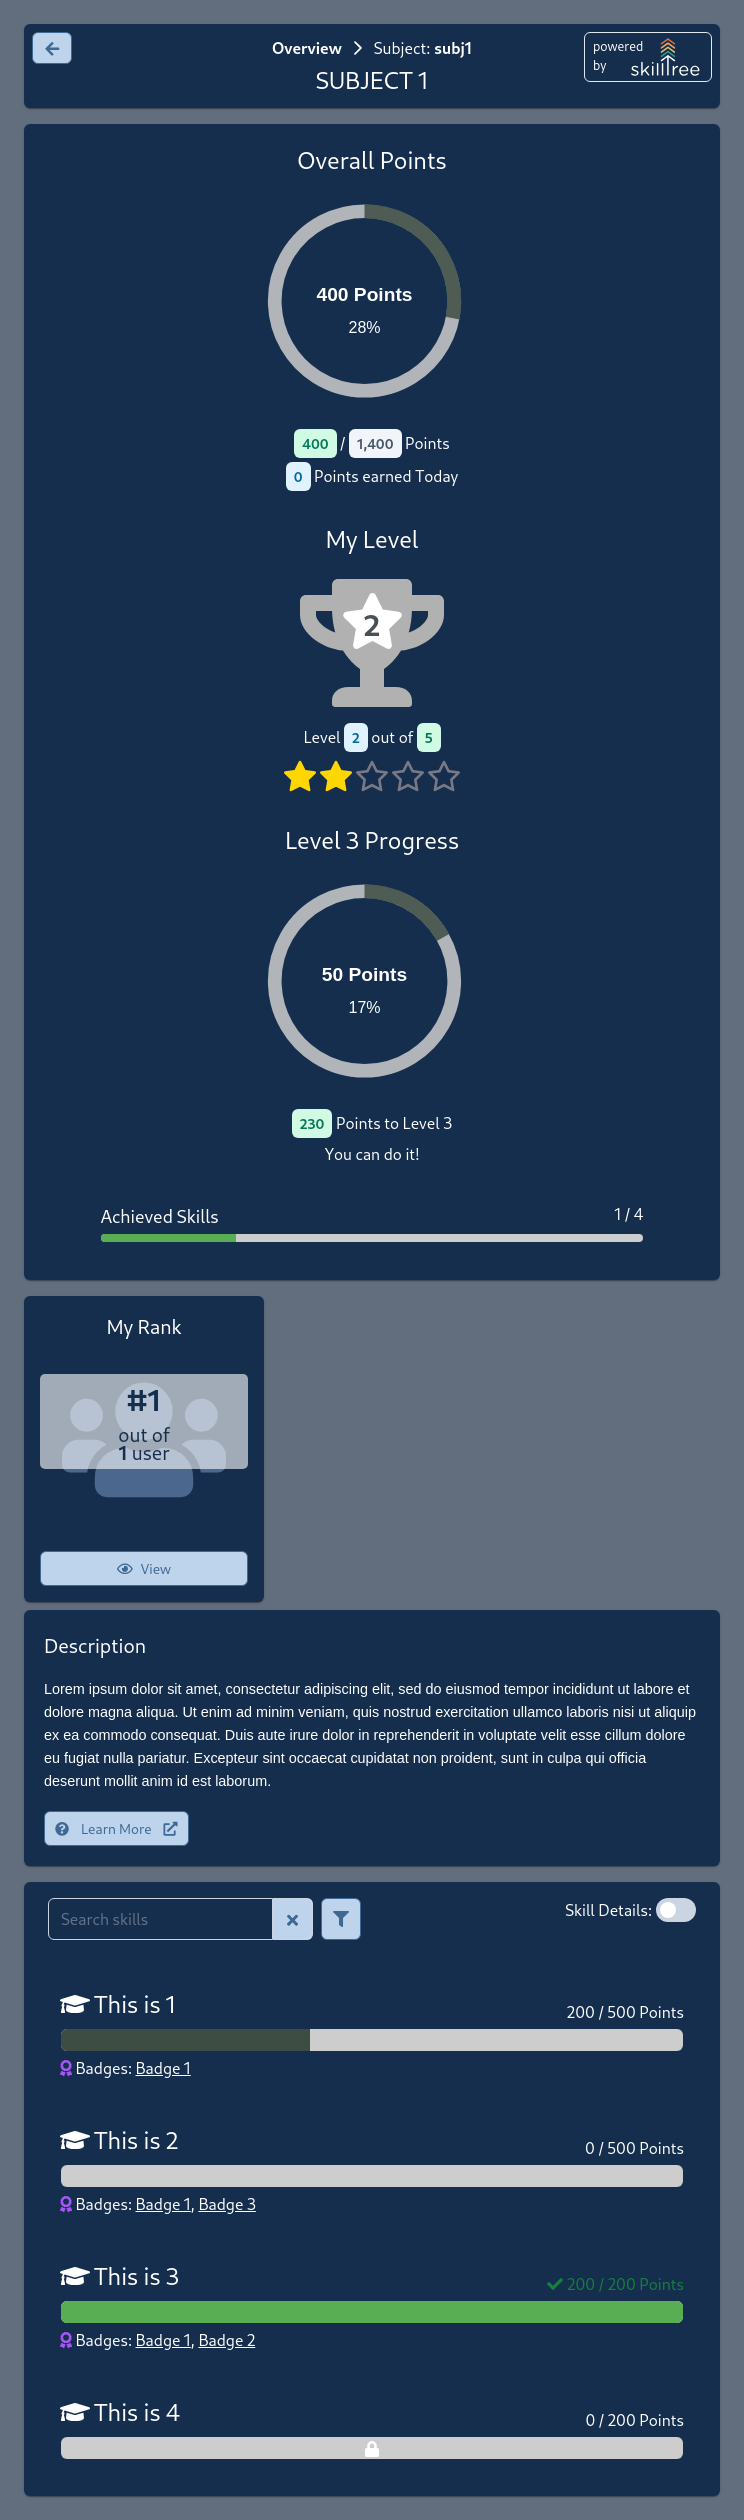 Overview > Subject: subj1
SUBJECT 1
powered
by
skilltree
Overall Points
400 Points
28%
400 / 1,400 Points
0 Points earned Today
My Level
2
Level 2 out of 5
Level 3 Progress
50 Points
17%
230 Points to Level 3
You can do it!
Achieved Skills
1 / 4
My Rank
#1
out of
1 user
View
Description
Lorem ipsum dolor sit amet, consectetur adipiscing elit, sed do eiusmod tempor incididunt ut labore et
dolore magna aliqua. Ut enim ad minim veniam, quis nostrud exercitation ullamco laboris nisi ut aliquip
ex ea commodo consequat. Duis aute irure dolor in reprehenderit in voluptate velit esse cillum dolore
eu fugiat nulla pariatur. Excepteur sint occaecat cupidatat non proident, sunt in culpa qui officia
deserunt mollit anim id est laborum.
Learn More
Search skills
Skill Details:
This is 1
200 / 500 Points
Badges: Badge 1
This is 2
0 / 500 Points
Badges: Badge 1, Badge 3
This is 3
200 / 200 Points
Badges: Badge 1, Badge 2
This is 4
0 / 200 Points